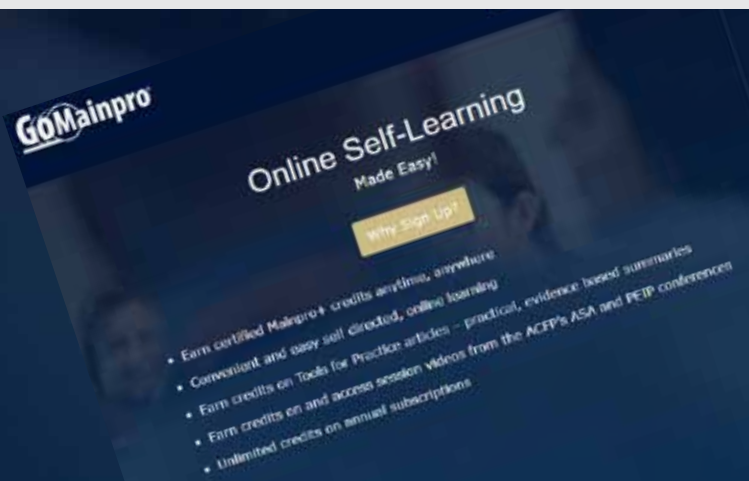 GoMainpro
Online Self-Learning
Made Easy!
Why Sign Up?
• Earn certified Mainpro+ credits anytime, anywhere
• Convenient and easy self directed, online learning
• Earn credits on Tools for Practice articles – practical, evidence based summaries
• Earn credits on and access session videos from the ACFP's ASA and PEIP conferences
• Unlimited credits on annual subscriptions